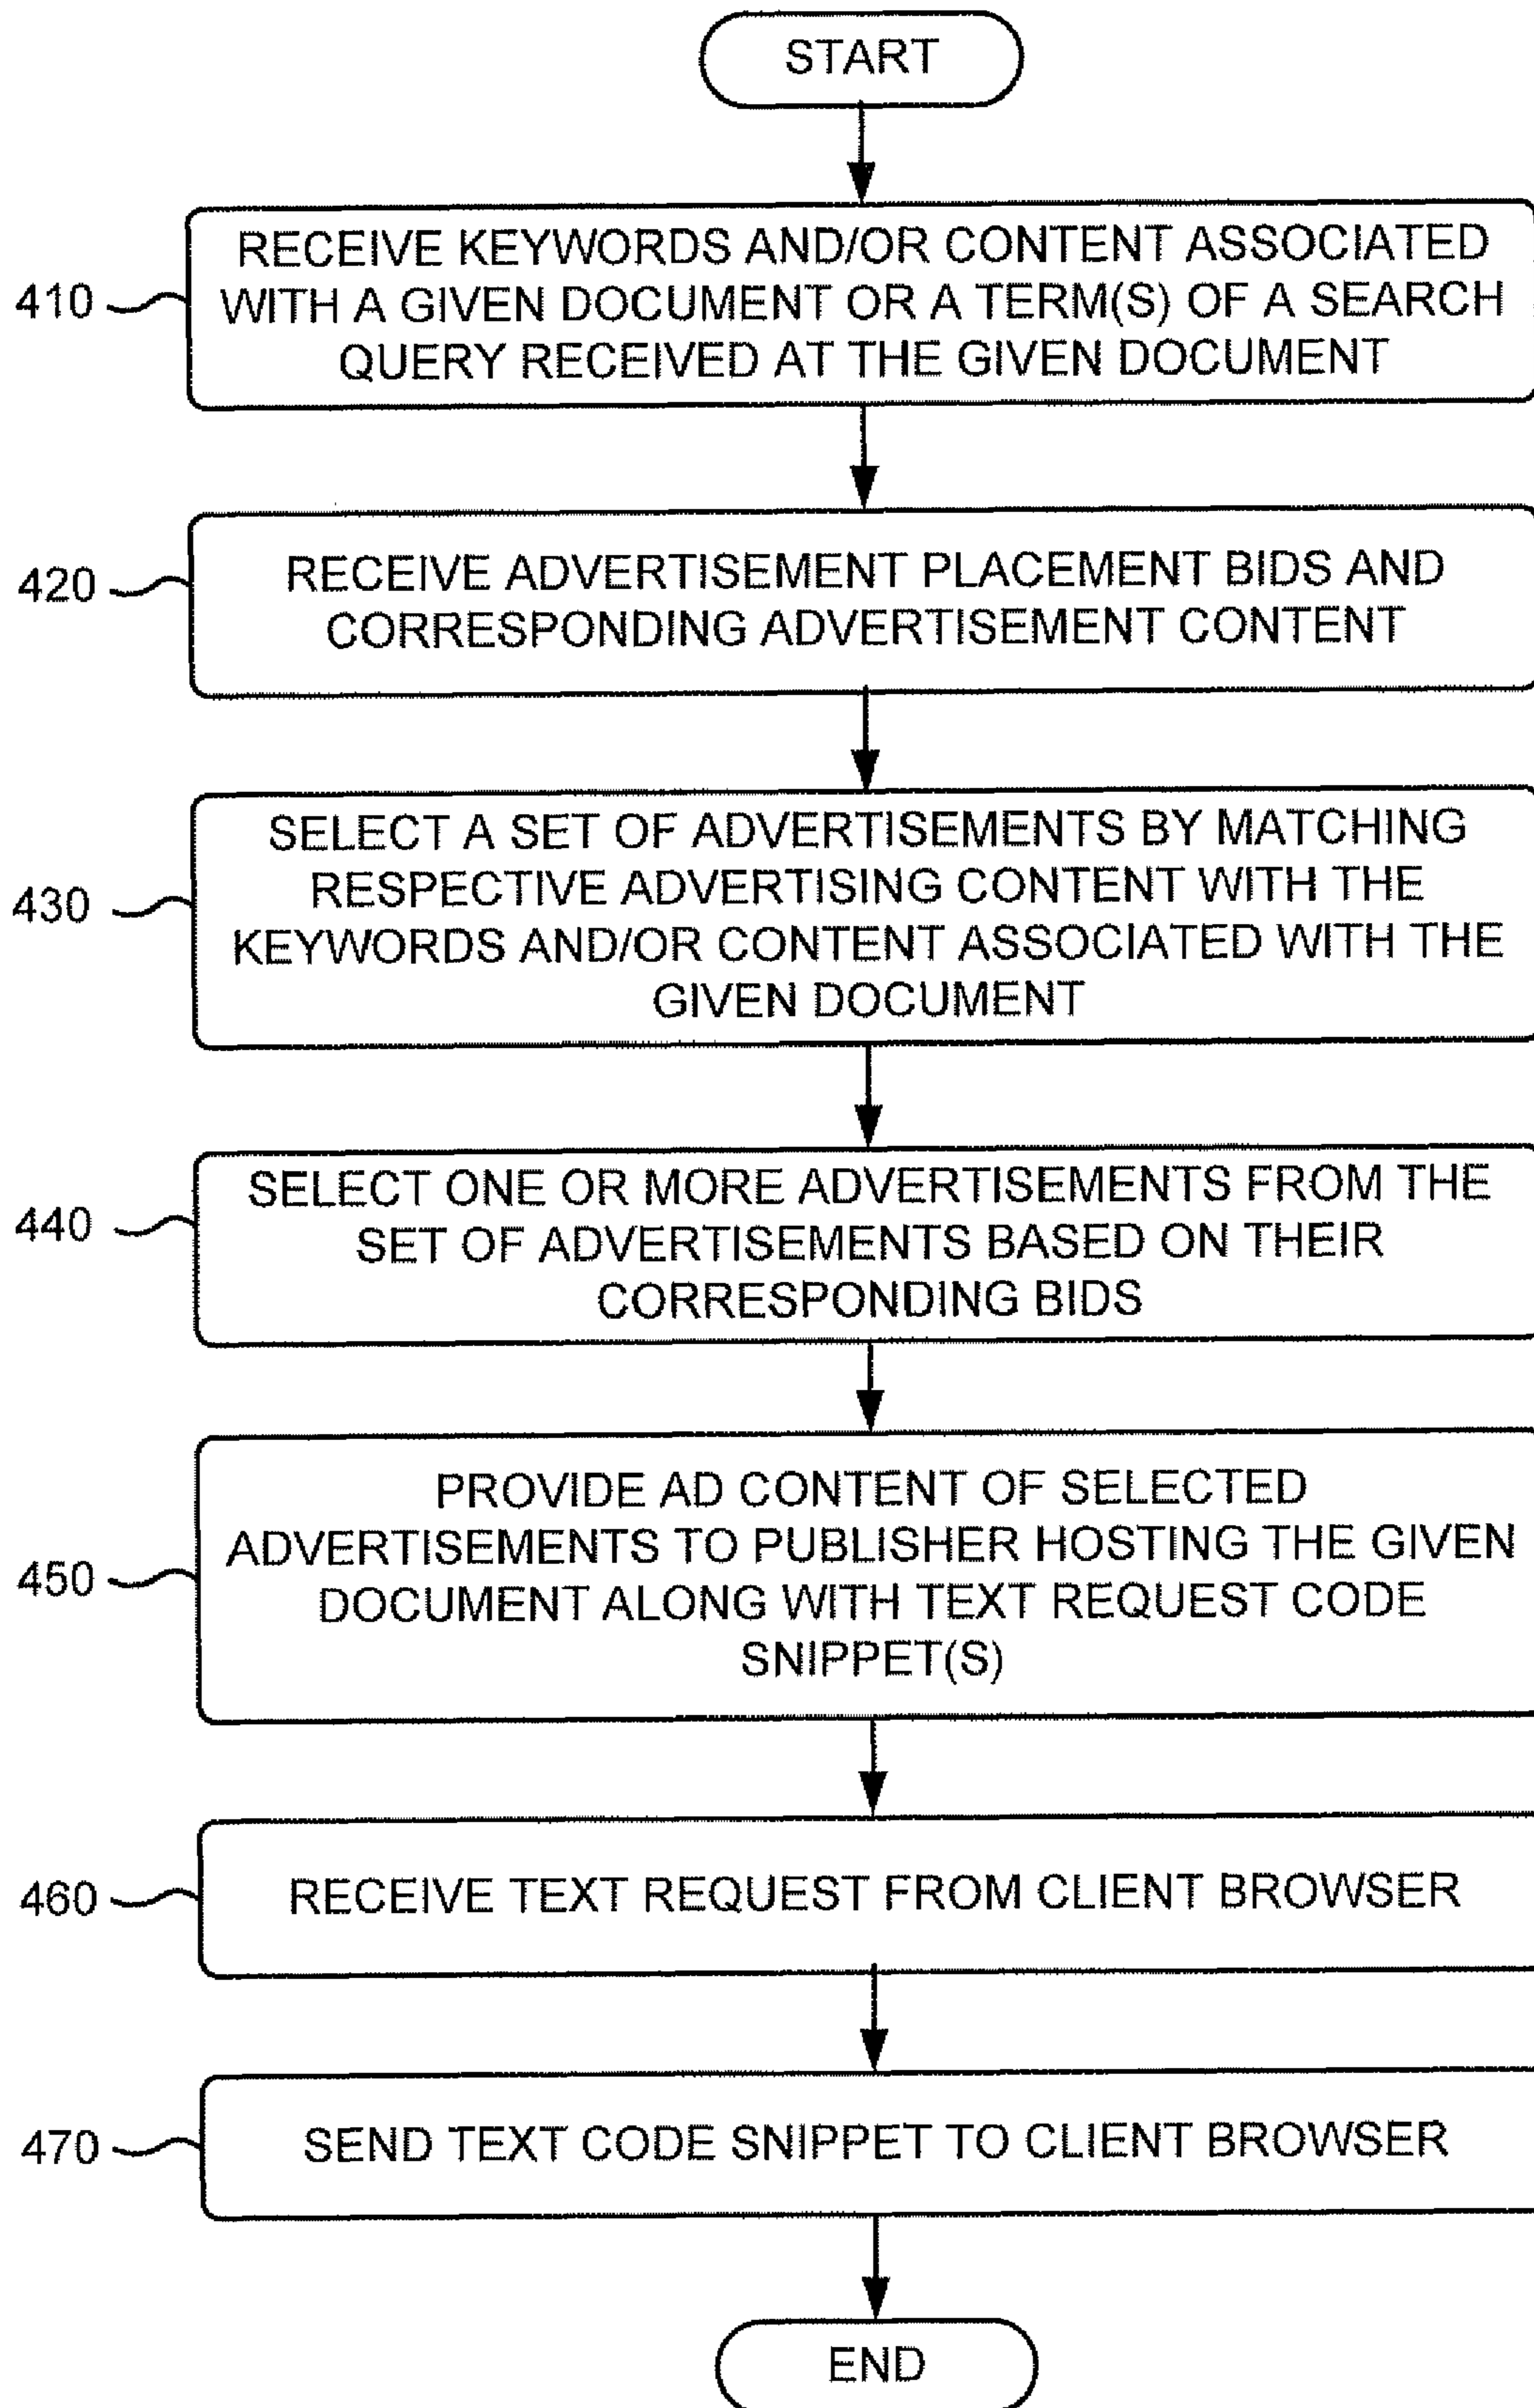 START
410
RECEIVE KEYWORDS AND/OR CONTENT ASSOCIATED
WITH A GIVEN DOCUMENT OR A TERM(S) OF A SEARCH
QUERY RECEIVED AT THE GIVEN DOCUMENT
420
RECEIVE ADVERTISEMENT PLACEMENT BIDS AND
CORRESPONDING ADVERTISEMENT CONTENT
430
SELECT A SET OF ADVERTISEMENTS BY MATCHING
RESPECTIVE ADVERTISING CONTENT WITH THE
KEYWORDS AND/OR CONTENT ASSOCIATED WITH THE
GIVEN DOCUMENT
440
SELECT ONE OR MORE ADVERTISEMENTS FROM THE
SET OF ADVERTISEMENTS BASED ON THEIR
CORRESPONDING BIDS
450
PROVIDE AD CONTENT OF SELECTED
ADVERTISEMENTS TO PUBLISHER HOSTING THE GIVEN
DOCUMENT ALONG WITH TEXT REQUEST CODE
SNIPPET(S)
460
RECEIVE TEXT REQUEST FROM CLIENT BROWSER
470
SEND TEXT CODE SNIPPET TO CLIENT BROWSER
END